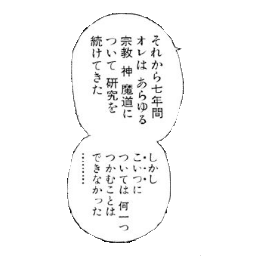 それから七年間
オレは あらゆる
宗教 神 魔道に
ついて 研究を
続けてきた
しかし
こいつに
ついては 何一つ
つかむことは
できなかった
………